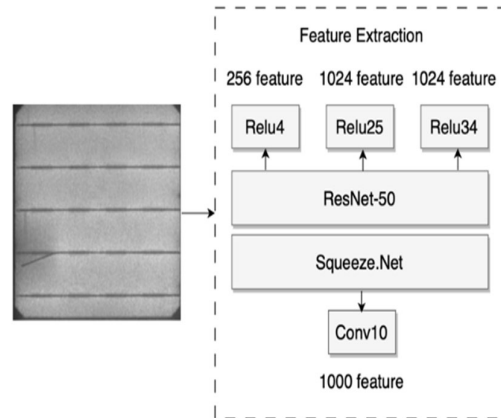 Feature Extraction
256 feature 1024 feature 1024 feature
Relu4 Relu25 Relu34
ResNet-50
Squeeze.Net
Conv10
1000 feature